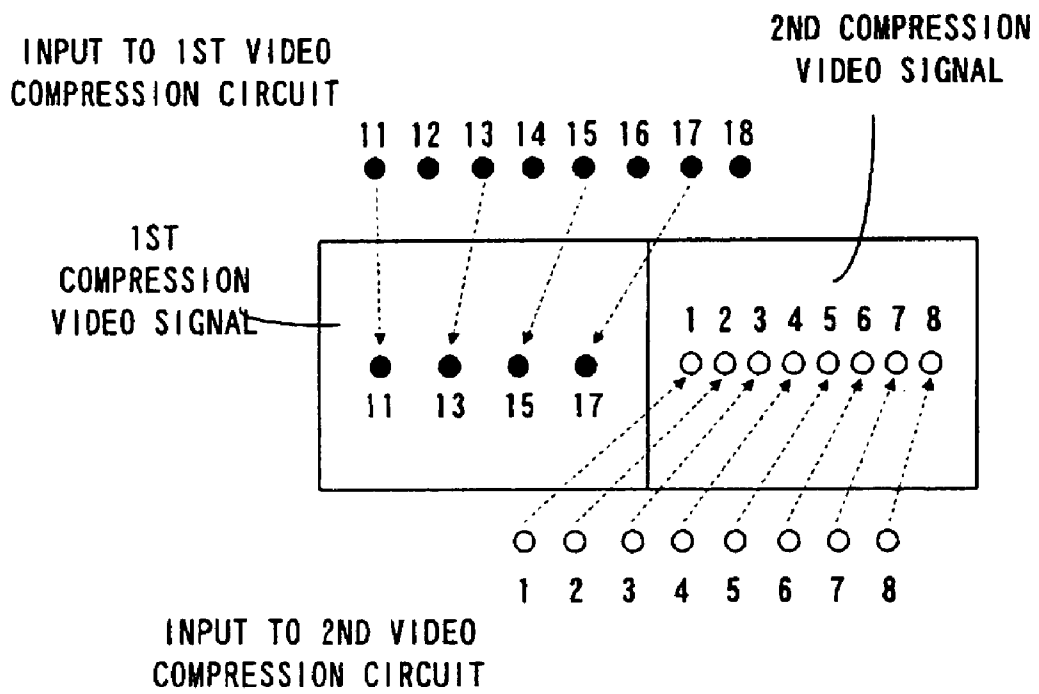 INPUT TO 1ST VIDEO
COMPRESSION CIRCUIT
2ND COMPRESSION
VIDEO SIGNAL
11 12 13 14 15 16 17 18
1ST
COMPRESSION
VIDEO SIGNAL
1 2 3 4 5 6 7 8
11 13 15 17
1 2 3 4 5 6 7 8
INPUT TO 2ND VIDEO
COMPRESSION CIRCUIT